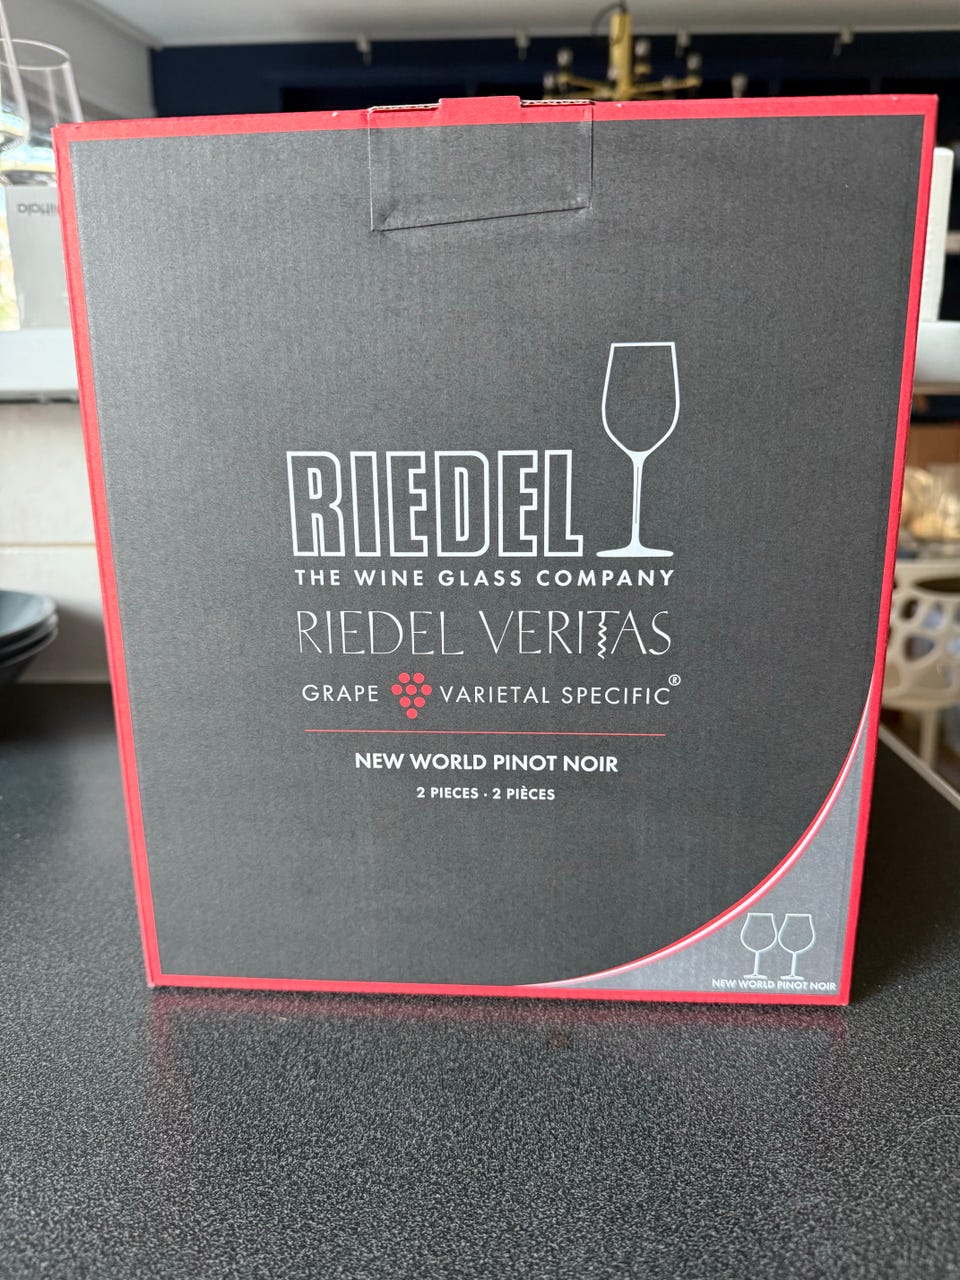 iittala
RIEDEL
THE WINE GLASS COMPANY
RIEDEL VERITAS
GRAPE VARIETAL SPECIFIC®
NEW WORLD PINOT NOIR
2 PIECES · 2 PIÈCES
NEW WORLD PINOT NOIR